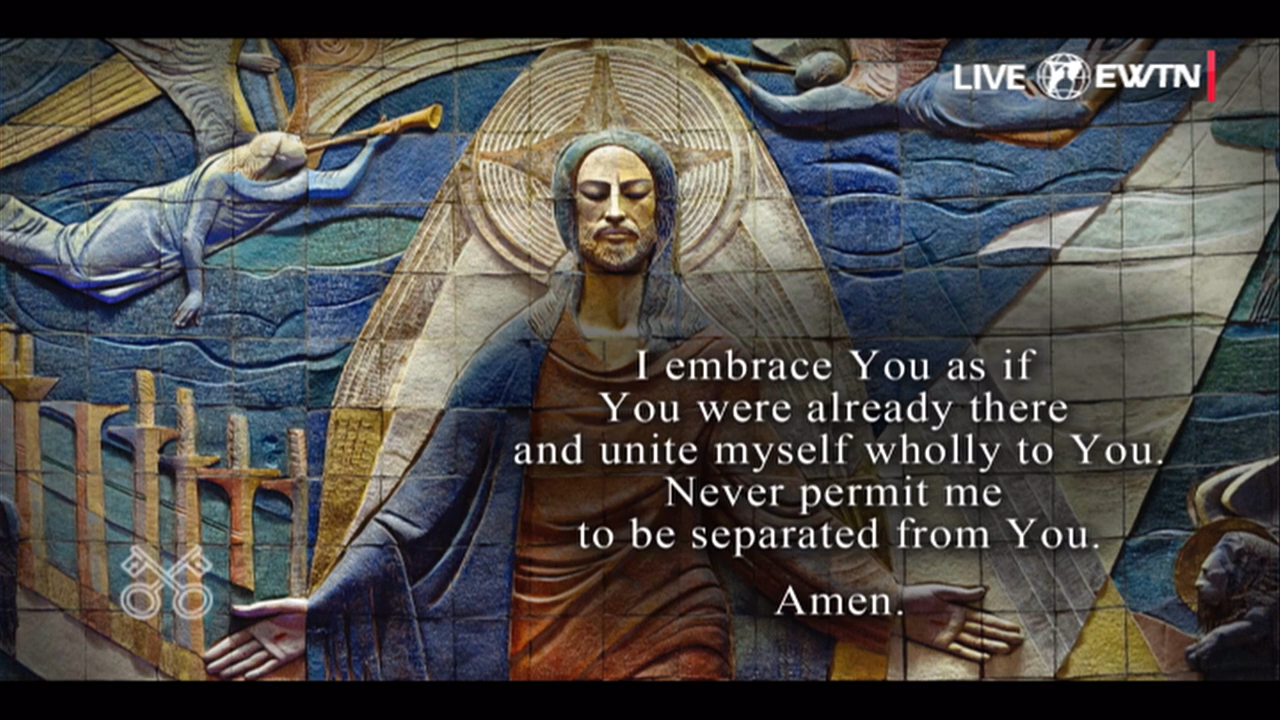 LIVE EWTN
I embrace You as if
You were already there
and unite myself wholly to You.
Never permit me
to be separated from You.
Amen.